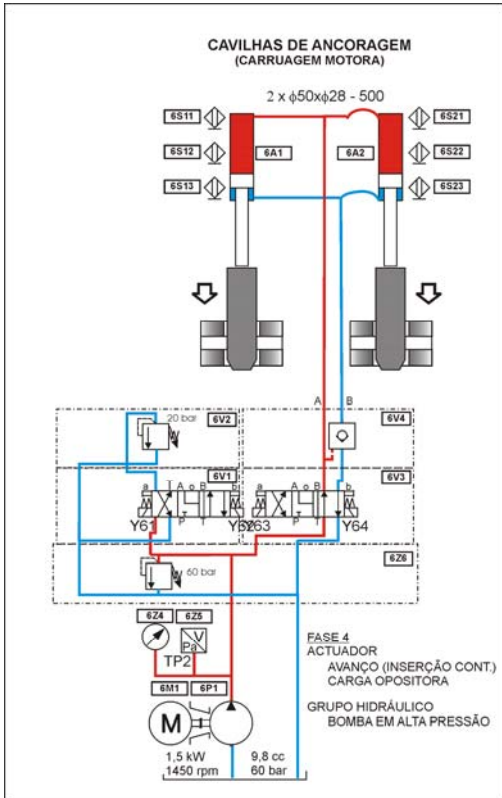 CAVILHAS DE ANCORAGEM
(CARRUAGEM MOTORA)
2 x ϕ50xϕ28 - 500
6S11
6S21
6S12
6A1
6A2
6S22
6S13
6S23
A B
20 bar
6V2
6V4
6V1
6V3
a T A o B b
a A o B b
P T
P T
Y61
Y63
Y64
60 bar
6Z6
6Z4
6Z5
V
Pa
TP2
6M1
6P1
M
1,5 kW
1450 rpm
9,8 cc
60 bar
FASE 4
ACTUADOR
AVANÇO (INSERÇÃO CONT.)
CARGA OPOSITORA
GRUPO HIDRÁULICO
BOMBA EM ALTA PRESSÃO